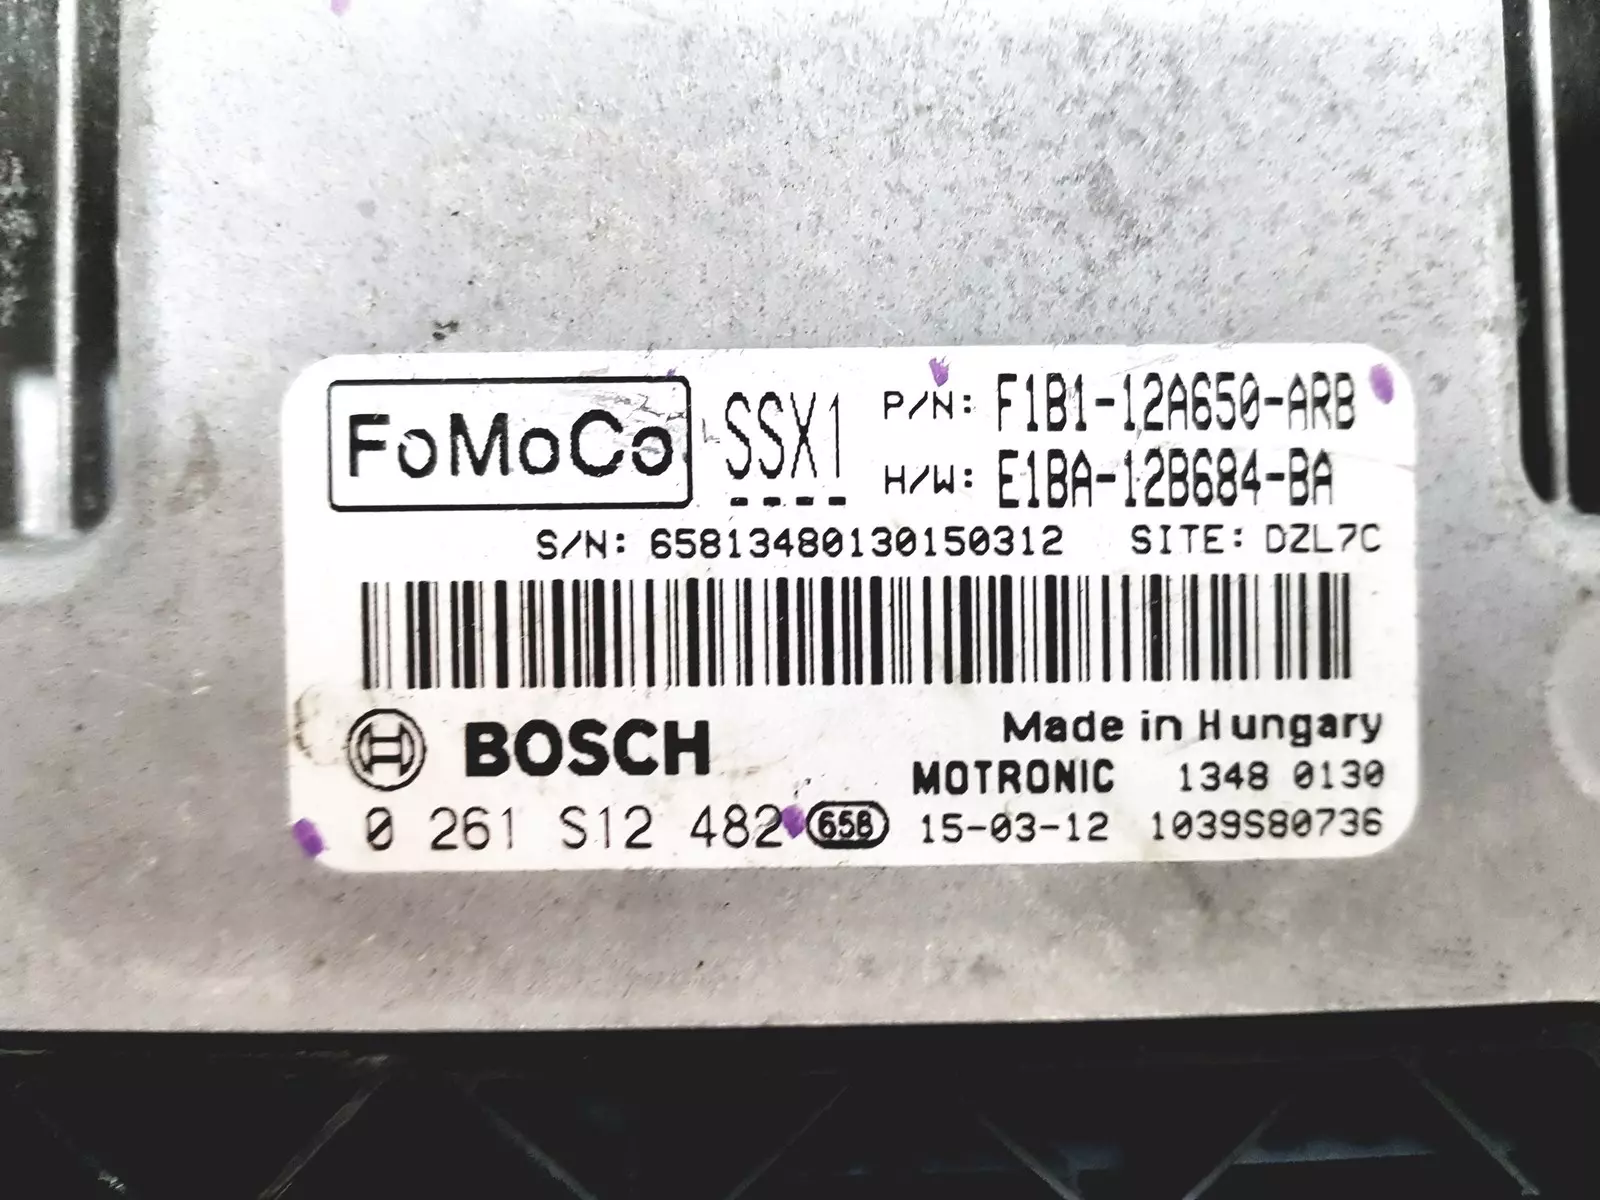 FoMoCo SSX1 P/N: F1B1-12A650-ARB
H/W: E1BA-12B684-BA
S/N: 65813480130150312 SITE: DZL7C
BOSCH Made in Hungary
MOTRONIC 1348 0130
0 261 S12 482 658 15-03-12 1039S80736